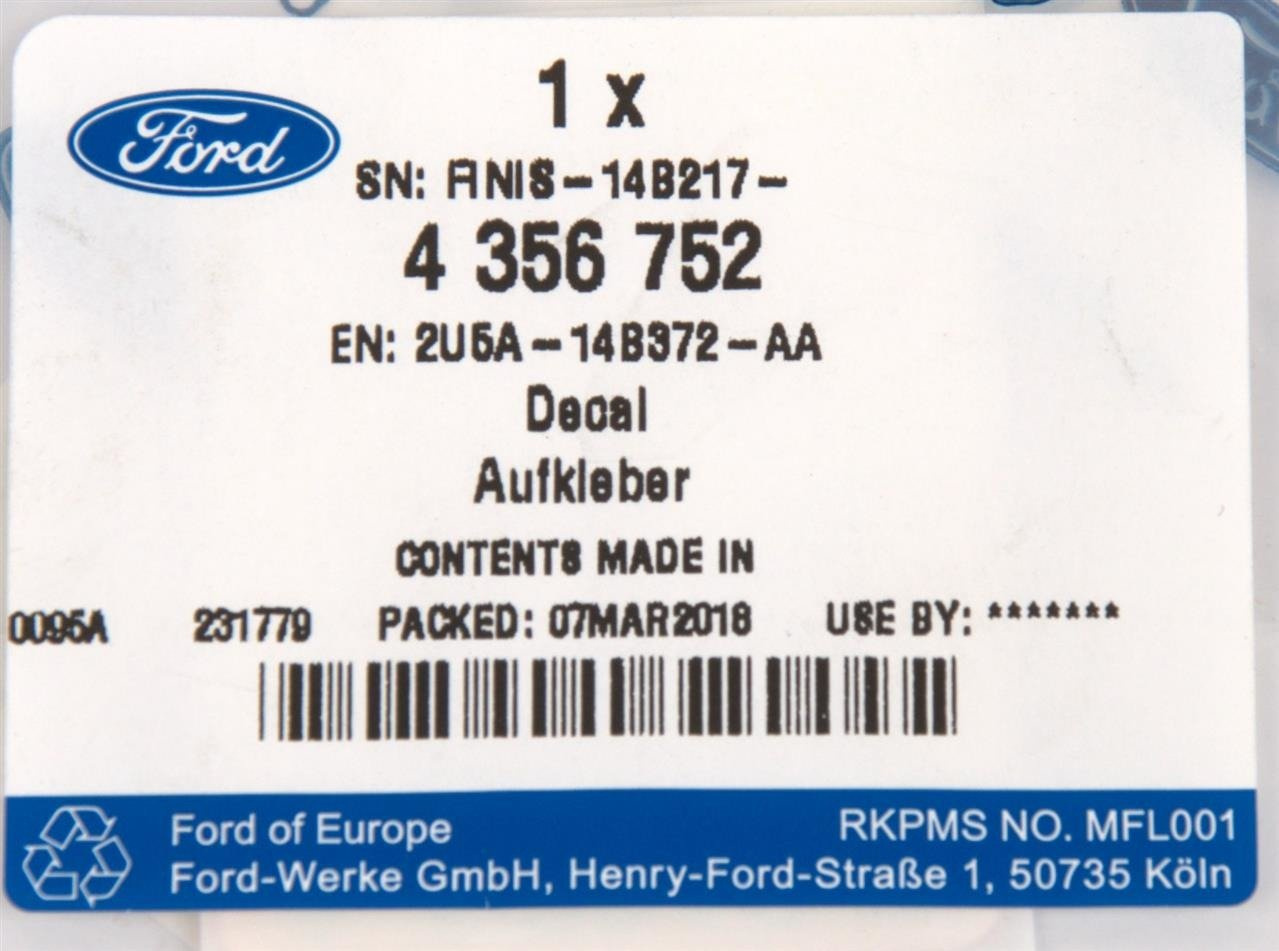 1 x
Ford
SN: FINIS-14B217-
4 356 752
EN: 2U5A-14B372-AA
Decal
Aufkleber
CONTENTS MADE IN
0095A 231779 PACKED: 07MAR2018 USE BY: *******
Ford of Europe RKPMS NO. MFL001
Ford-Werke GmbH, Henry-Ford-Straße 1, 50735 Köln